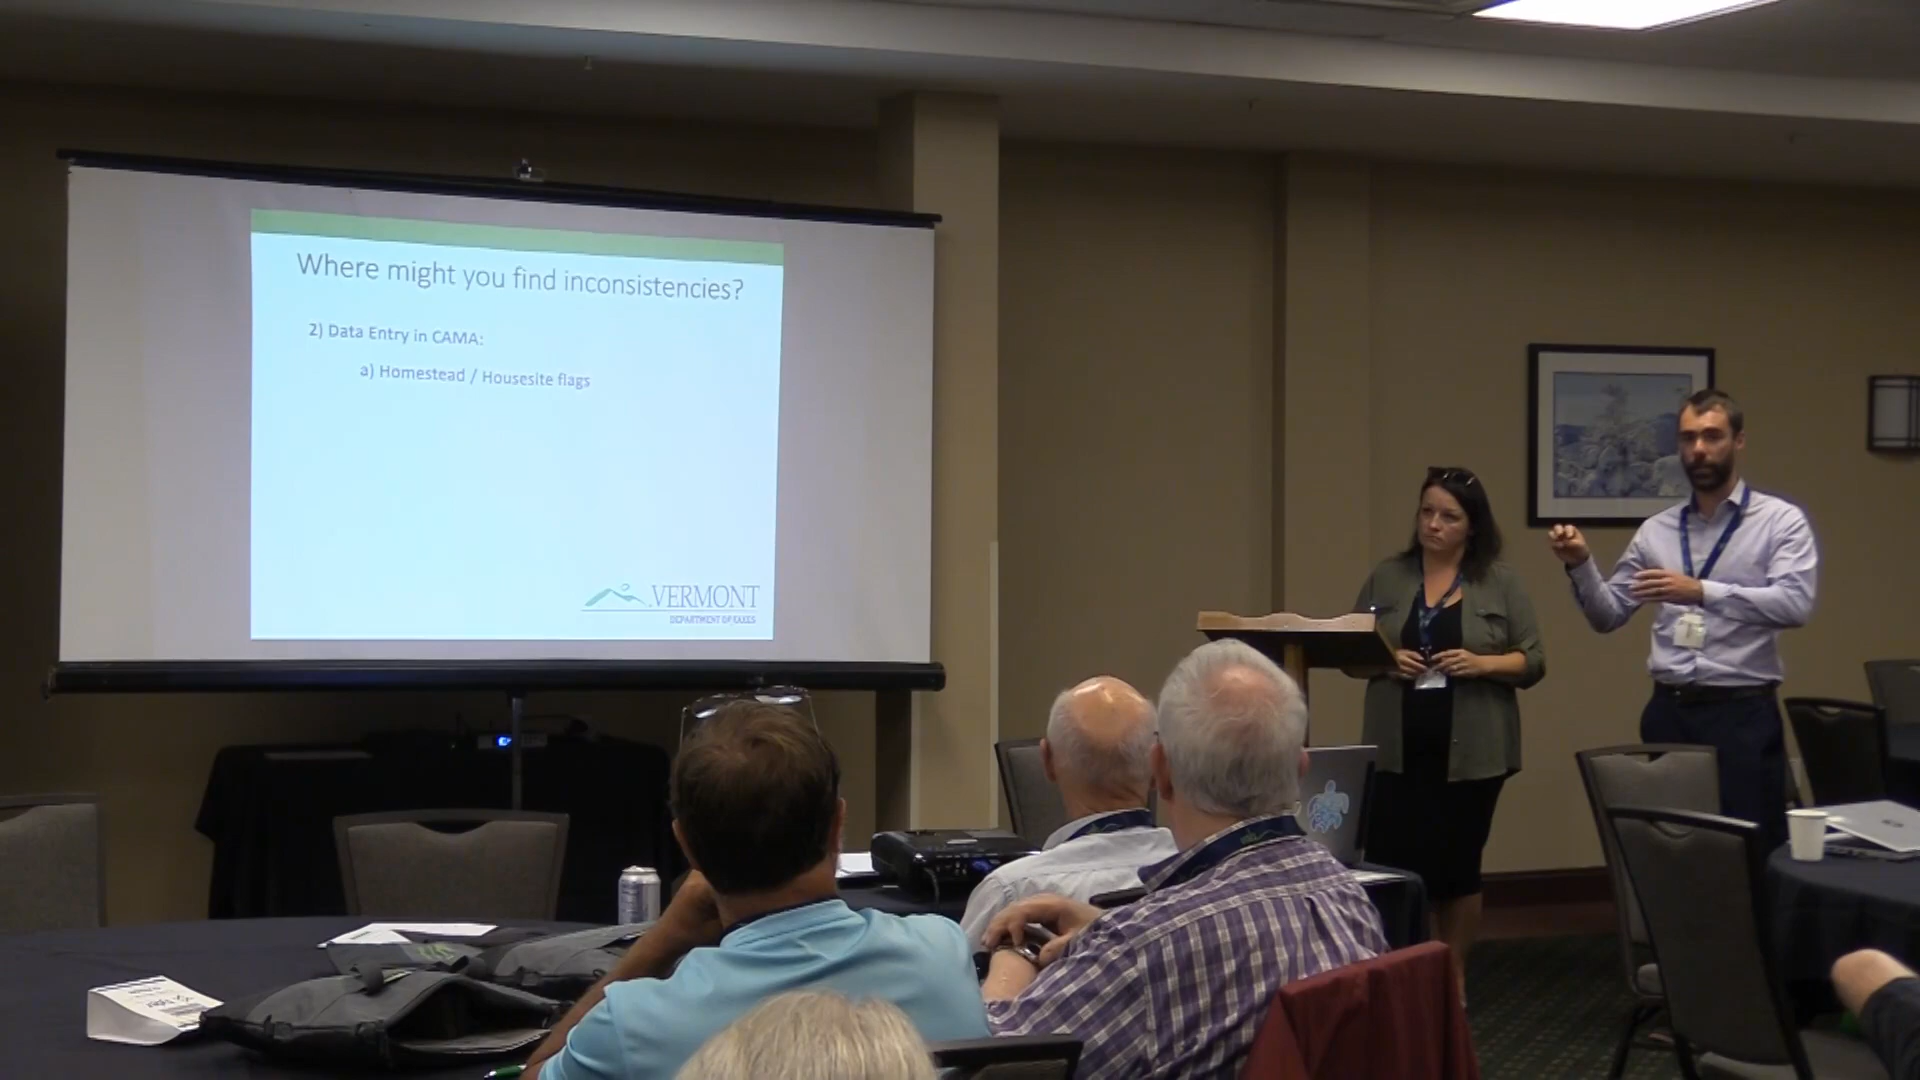 Where might you find inconsistencies?
2) Data Entry in CAMA:
a) Homestead / Housesite flags
VERMONT
DEPARTMENT OF TAXES